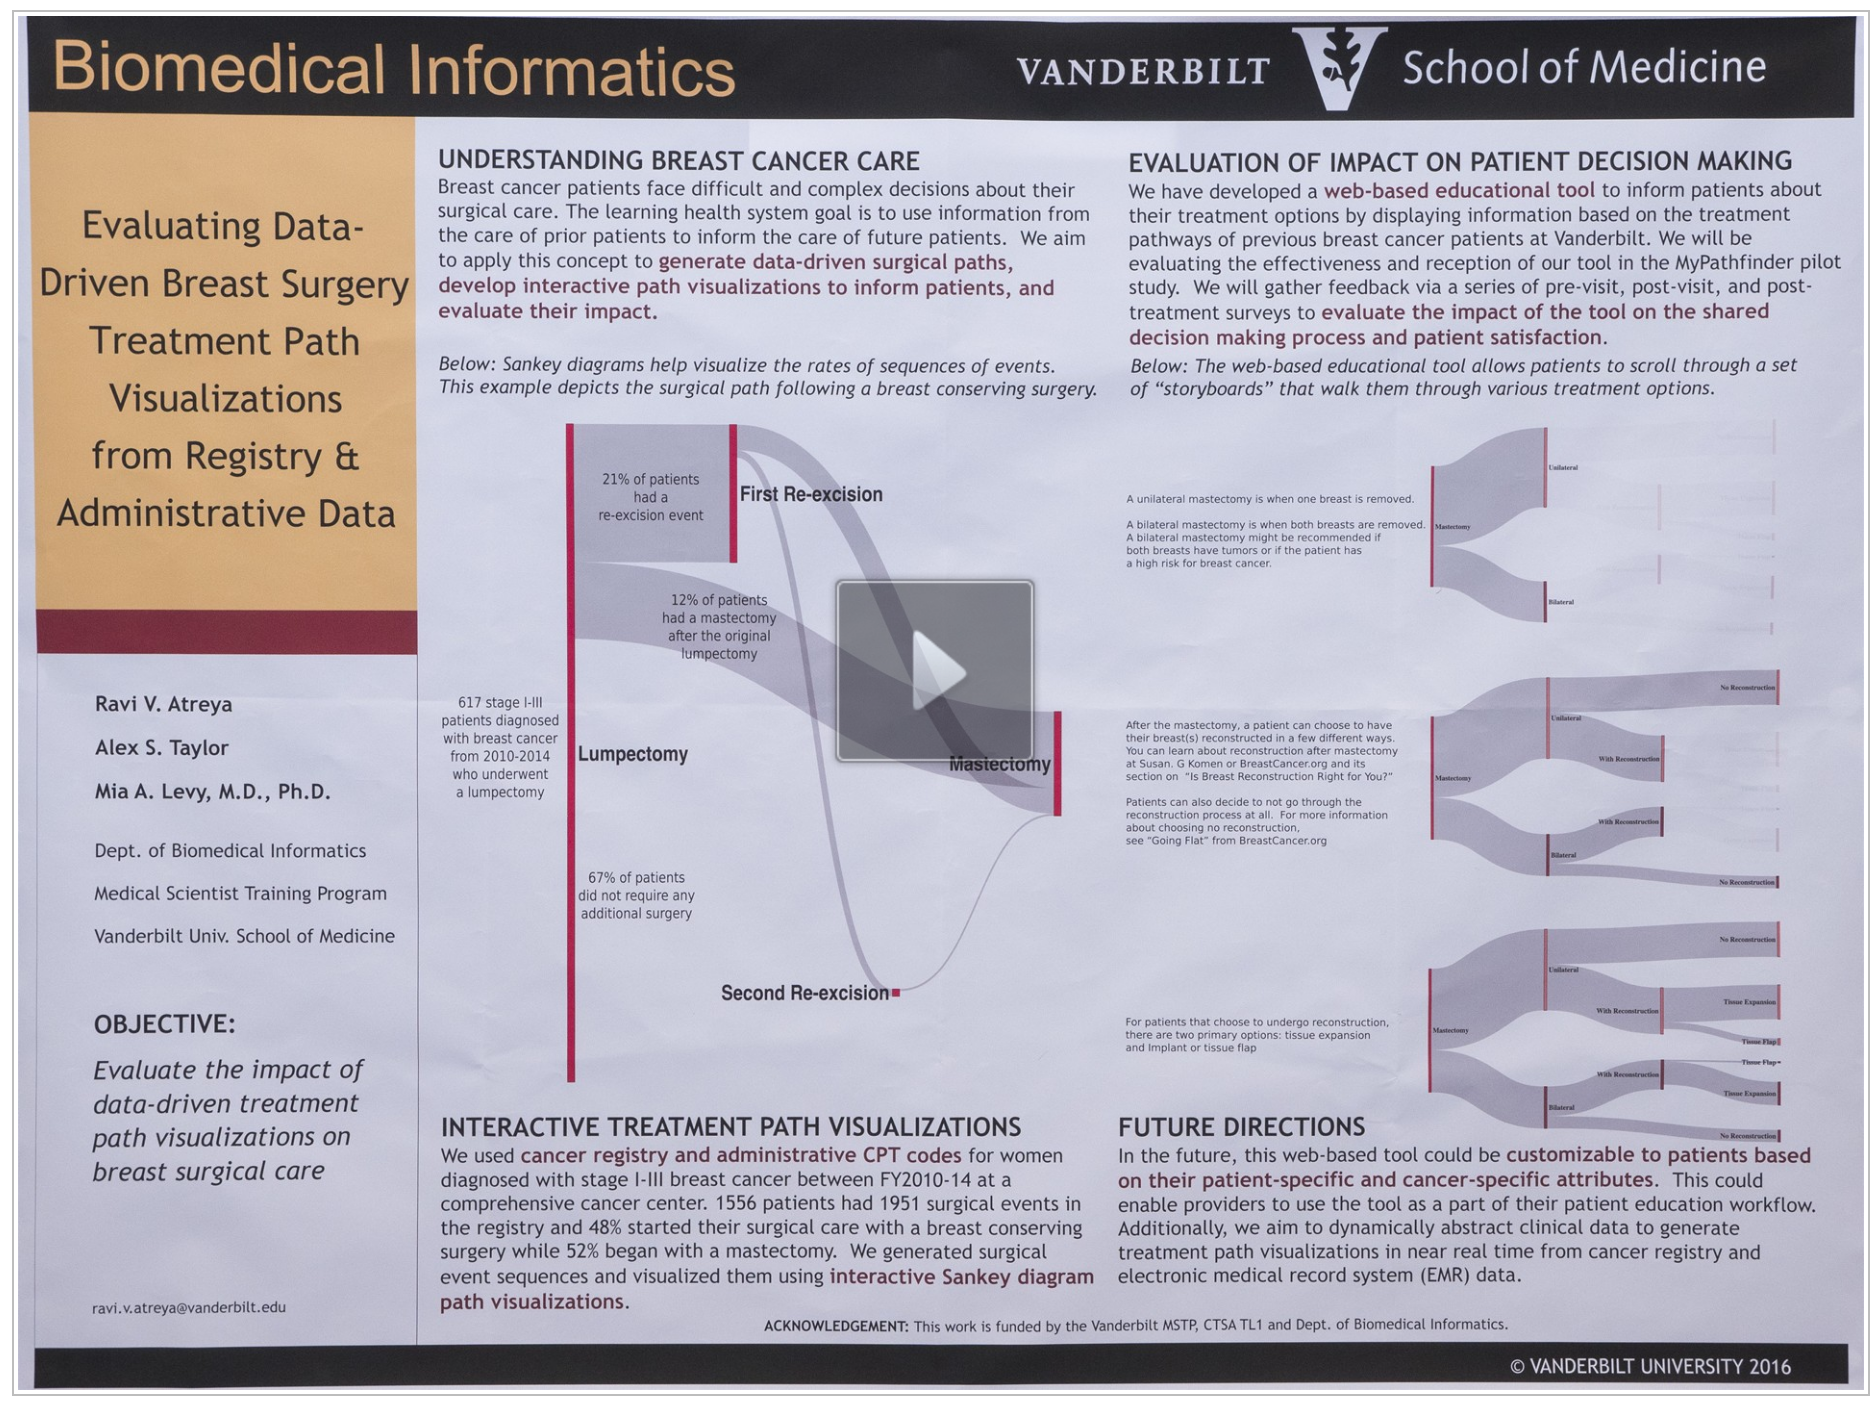 Biomedical Informatics
VANDERBILT School of Medicine
Evaluating Data-
Driven Breast Surgery
Treatment Path
Visualizations
from Registry &
Administrative Data
Ravi V. Atreya
Alex S. Taylor
Mia A. Levy, M.D., Ph.D.
Dept. of Biomedical Informatics
Medical Scientist Training Program
Vanderbilt Univ. School of Medicine
OBJECTIVE:
Evaluate the impact of
data-driven treatment
path visualizations on
breast surgical care
ravi.v.atreya@vanderbilt.edu
UNDERSTANDING BREAST CANCER CARE
Breast cancer patients face difficult and complex decisions about their
surgical care. The learning health system goal is to use information from
the care of prior patients to inform the care of future patients. We aim
to apply this concept to generate data-driven surgical paths,
develop interactive path visualizations to inform patients, and
evaluate their impact.
Below: Sankey diagrams help visualize the rates of sequences of events.
This example depicts the surgical path following a breast conserving surgery.
21% of patients
had a
re-excision event
First Re-excision
12% of patients
had a mastectomy
after the original
lumpectomy
617 stage I-III
patients diagnosed
with breast cancer
from 2010-2014
who underwent
a lumpectomy
Lumpectomy
Mastectomy
67% of patients
did not require any
additional surgery
Second Re-excision
INTERACTIVE TREATMENT PATH VISUALIZATIONS
We used cancer registry and administrative CPT codes for women
diagnosed with stage I-III breast cancer between FY2010-14 at a
comprehensive cancer center. 1556 patients had 1951 surgical events in
the registry and 48% started their surgical care with a breast conserving
surgery while 52% began with a mastectomy. We generated surgical
event sequences and visualized them using interactive Sankey diagram
path visualizations.
EVALUATION OF IMPACT ON PATIENT DECISION MAKING
We have developed a web-based educational tool to inform patients about
their treatment options by displaying information based on the treatment
pathways of previous breast cancer patients at Vanderbilt. We will be
evaluating the effectiveness and reception of our tool in the MyPathfinder pilot
study. We will gather feedback via a series of pre-visit, post-visit, and post-
treatment surveys to evaluate the impact of the tool on the shared
decision making process and patient satisfaction.
Below: The web-based educational tool allows patients to scroll through a set
of “storyboards” that walk them through various treatment options.
A unilateral mastectomy is when one breast is removed.
A bilateral mastectomy is when both breasts are removed.
A bilateral mastectomy might be recommended if
both breasts have tumors or if the patient has
a high risk for breast cancer.
Unilateral
Mastectomy
Bilateral
After the mastectomy, a patient can choose to have
their breast(s) reconstructed in a few different ways.
You can learn about reconstruction after mastectomy
at Susan. G Komen or BreastCancer.org and its
section on "Is Breast Reconstruction Right for You?"
Patients can also decide to not go through the
reconstruction process at all. For more information
about choosing no reconstruction,
see "Going Flat" from BreastCancer.org
No Reconstruction
Unilateral
With Reconstruction
Mastectomy
With Reconstruction
Bilateral
No Reconstruction
For patients that choose to undergo reconstruction,
there are two primary options: tissue expansion
and Implant or tissue flap
No Reconstruction
Unilateral
Tissue Expansion
With Reconstruction
Mastectomy
Tissue Flap
Tissue Flap
With Reconstruction
Tissue Expansion
Bilateral
No Reconstruction
FUTURE DIRECTIONS
In the future, this web-based tool could be customizable to patients based
on their patient-specific and cancer-specific attributes. This could
enable providers to use the tool as a part of their patient education workflow.
Additionally, we aim to dynamically abstract clinical data to generate
treatment path visualizations in near real time from cancer registry and
electronic medical record system (EMR) data.
ACKNOWLEDGEMENT: This work is funded by the Vanderbilt MSTP, CTSA TL1 and Dept. of Biomedical Informatics.
© VANDERBILT UNIVERSITY 2016